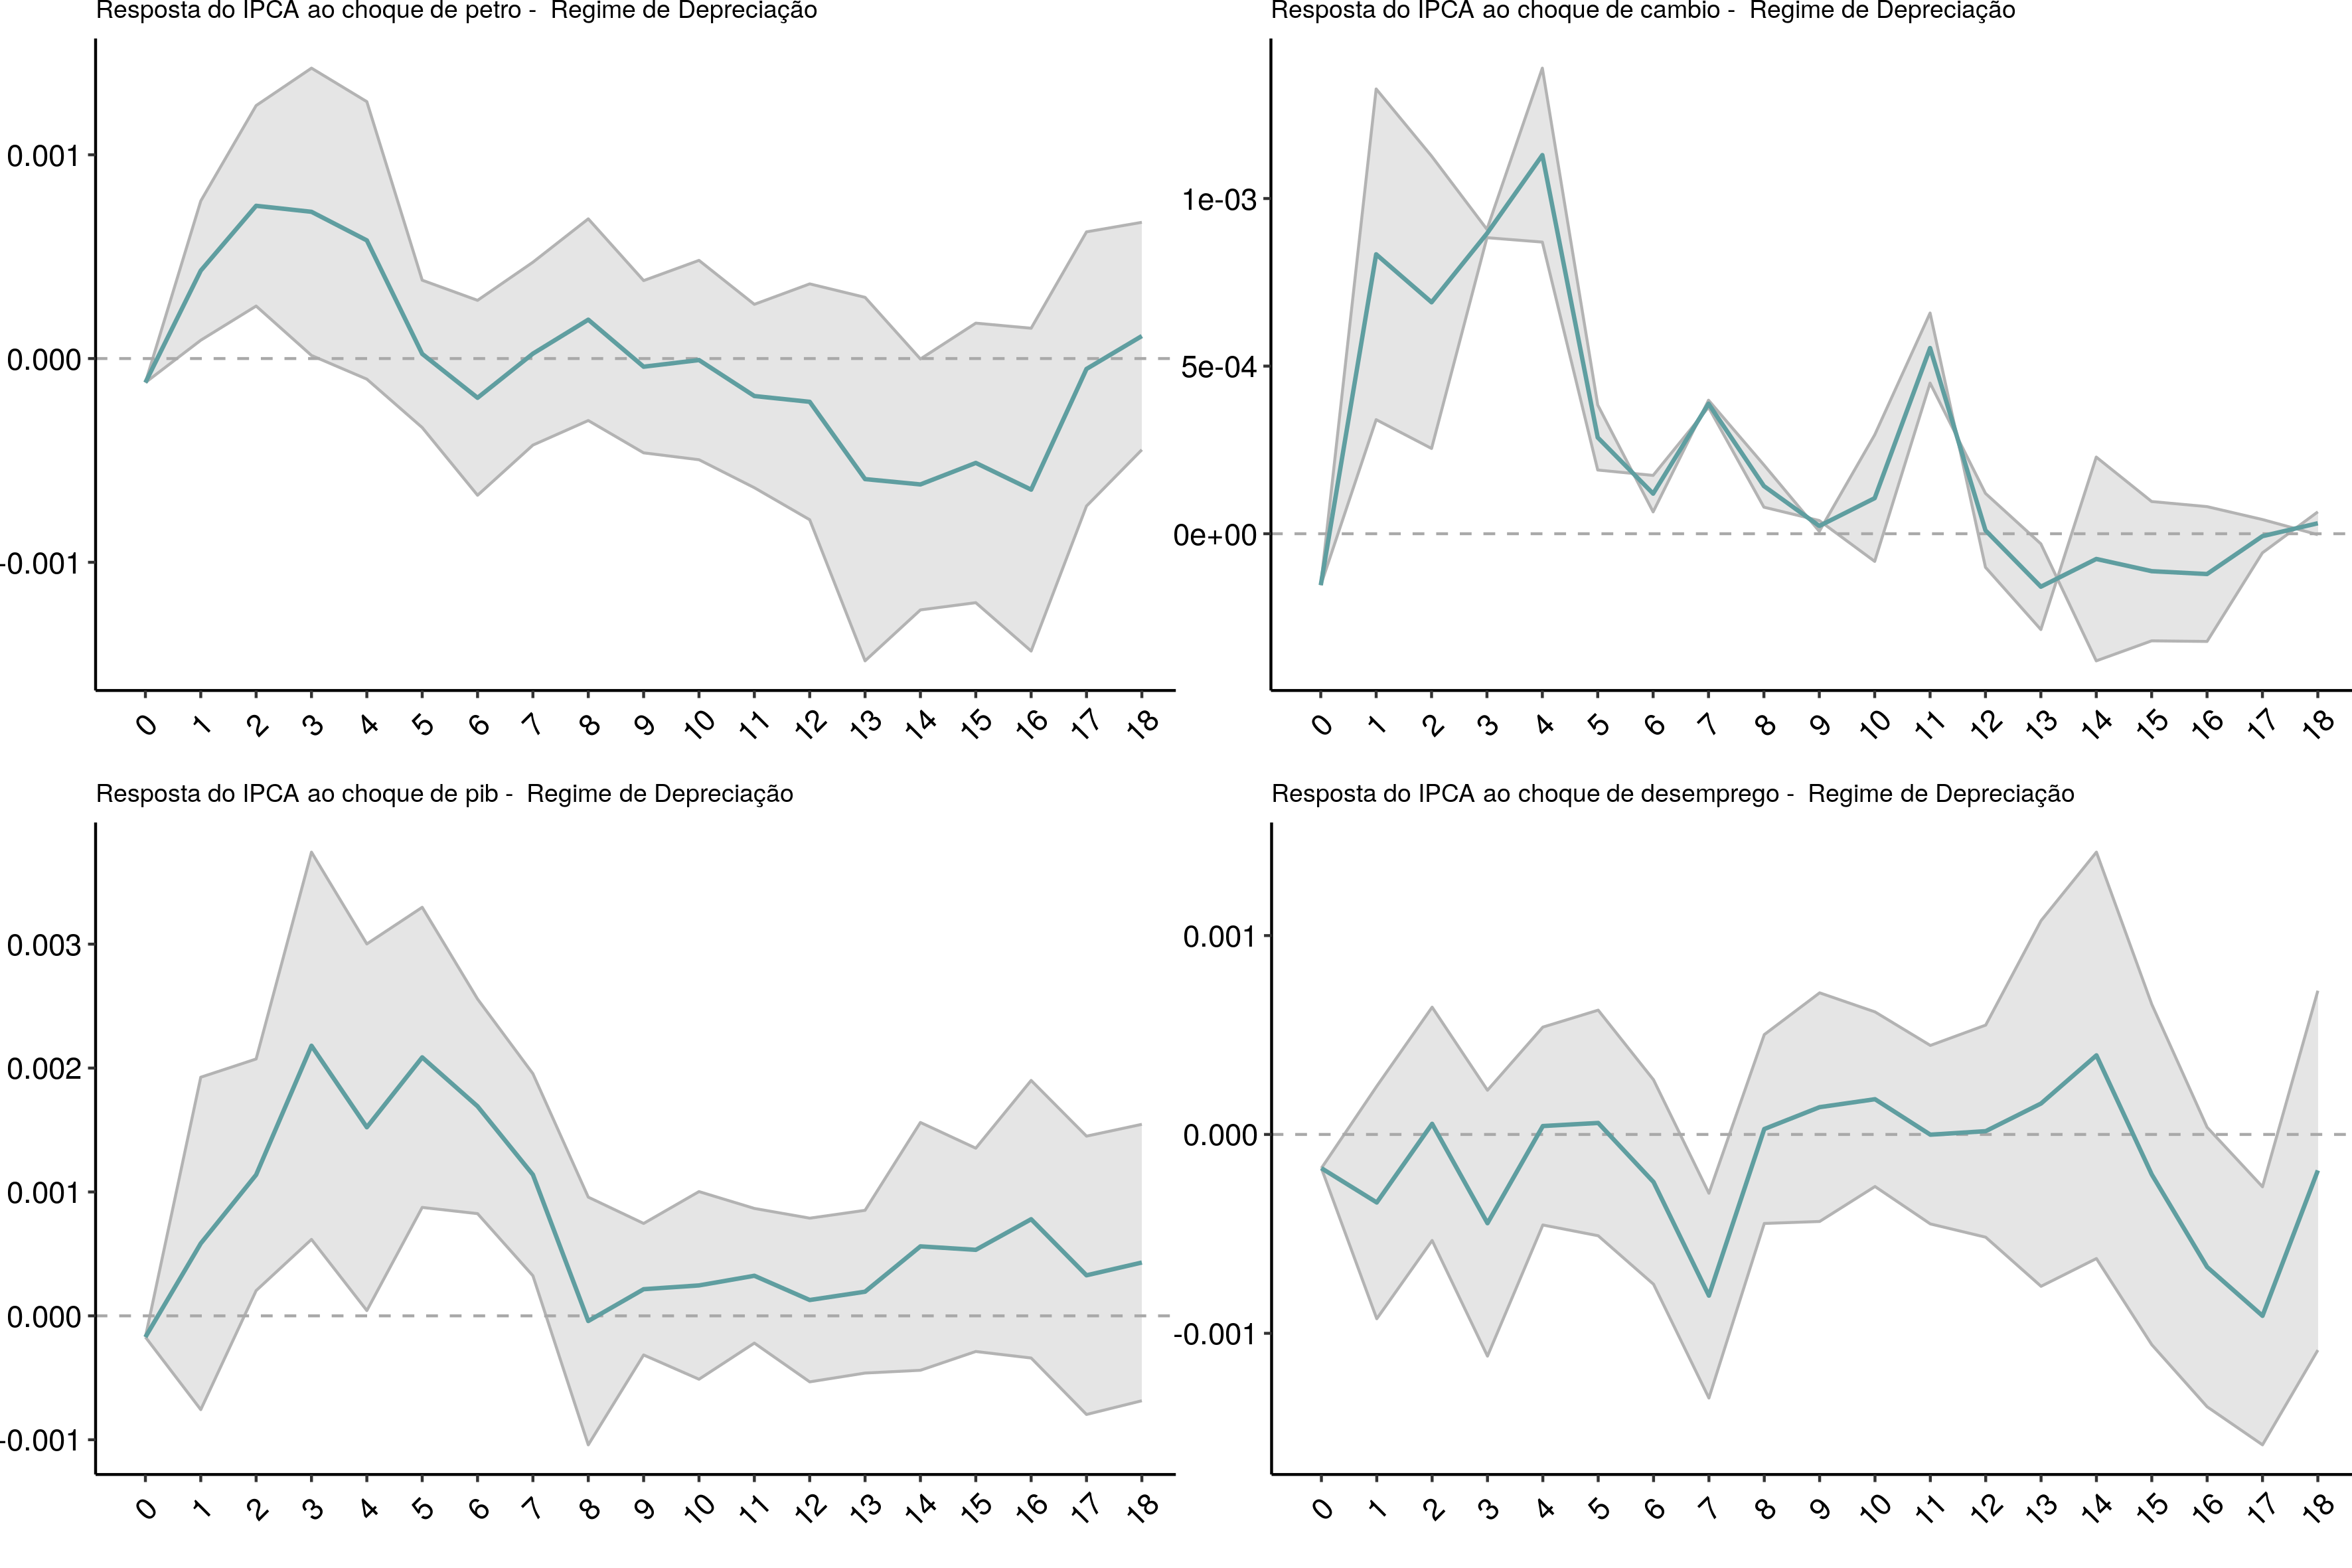 Resposta do IPCA ao choque de petro -  Regime de Depreciação
0.001
0.000
-0.001
0 1 2 3 4 5 6 7 8 9 10 11 12 13 14 15 16 17 18
Resposta do IPCA ao choque de cambio -  Regime de Depreciação
1e-03
5e-04
0e+00
0 1 2 3 4 5 6 7 8 9 10 11 12 13 14 15 16 17 18
Resposta do IPCA ao choque de pib -  Regime de Depreciação
0.003
0.002
0.001
0.000
-0.001
0 1 2 3 4 5 6 7 8 9 10 11 12 13 14 15 16 17 18
Resposta do IPCA ao choque de desemprego -  Regime de Depreciação
0.001
0.000
-0.001
0 1 2 3 4 5 6 7 8 9 10 11 12 13 14 15 16 17 18